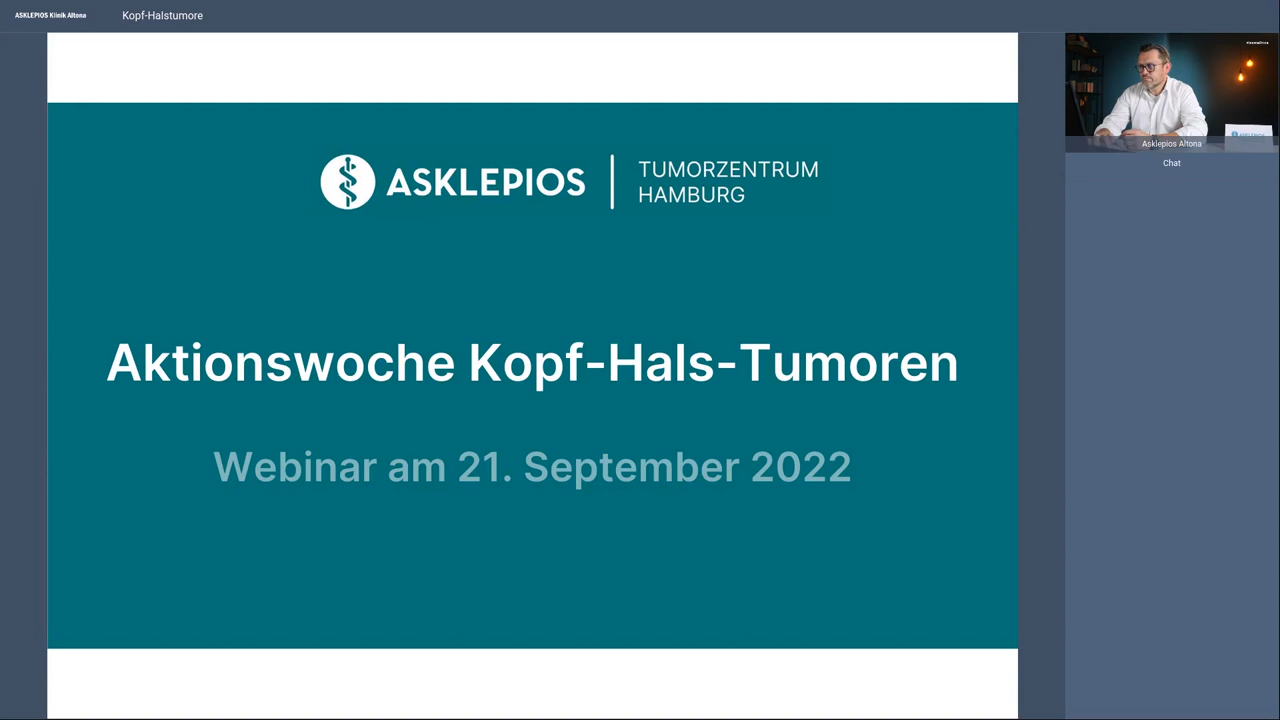 ASKLEPIOS Klinik Altona
Kopf-Halstumore
ASKLEPIOS
TUMORZENTRUM
HAMBURG
Aktionswoche Kopf-Hals-Tumoren
Webinar am 21. September 2022
Asklepios Altona
Chat